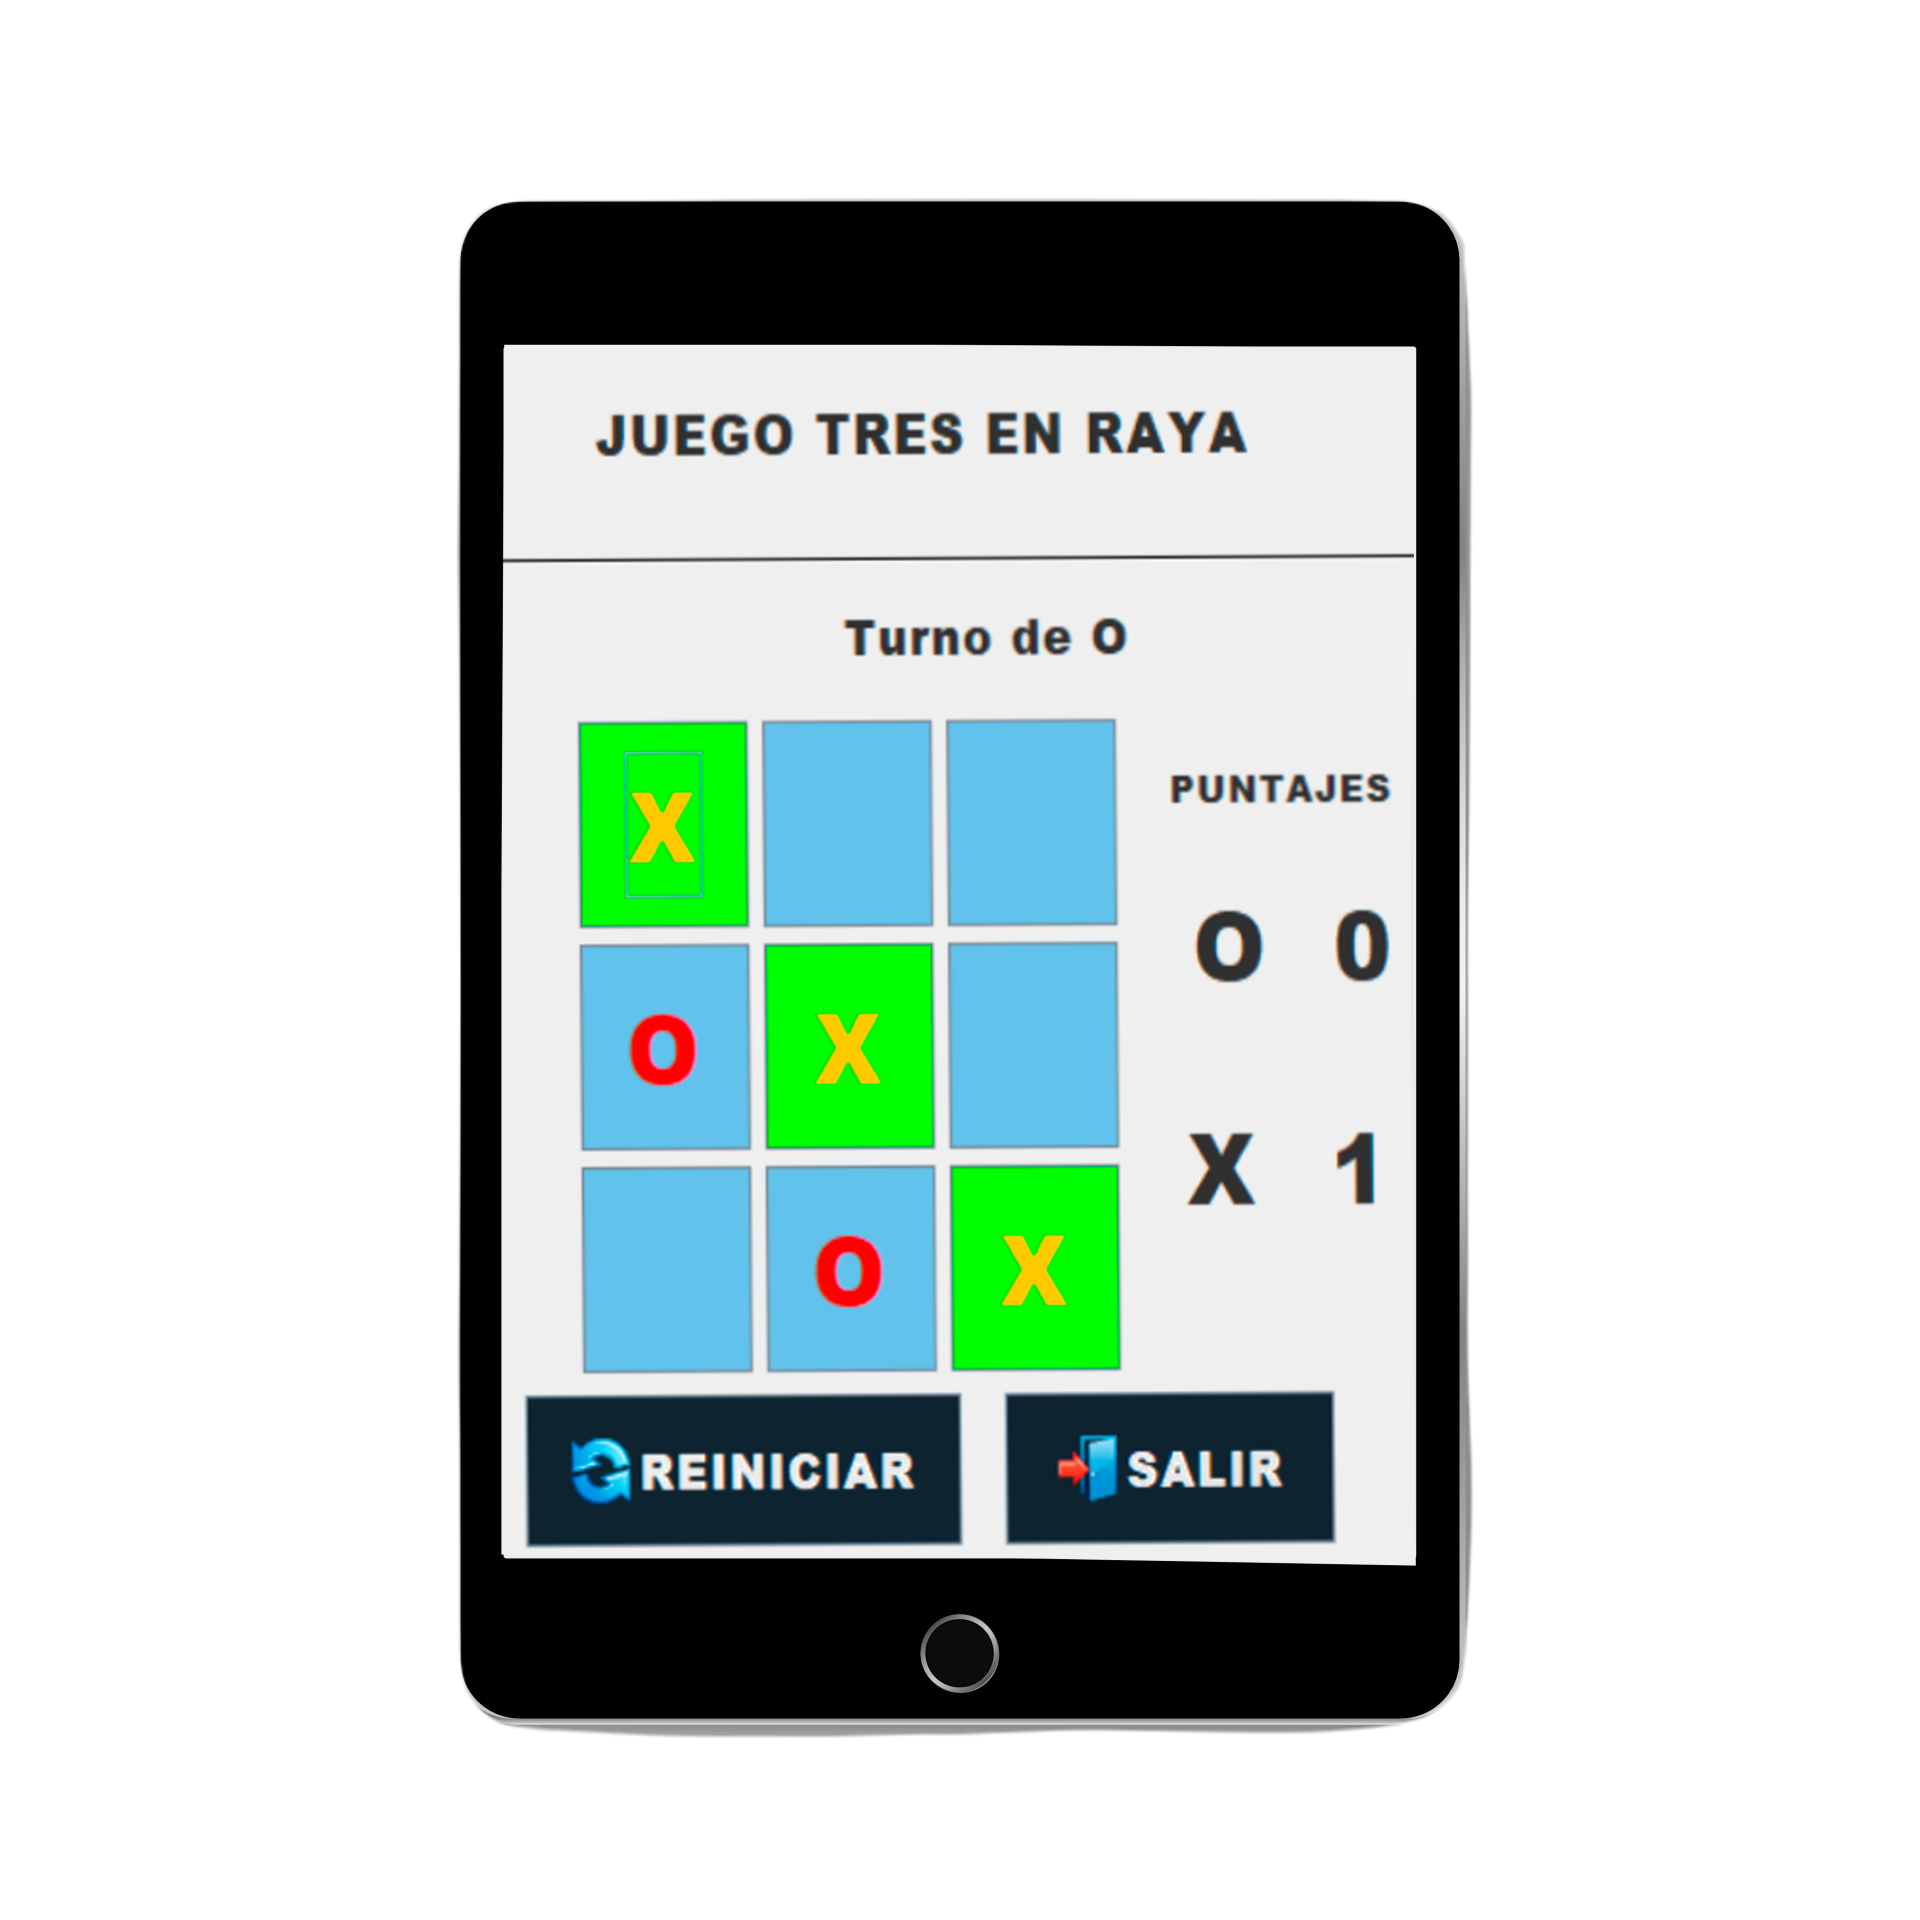 JUEGO TRES EN RAYA
Turno de O
X
PUNTAJES
O 0
O X
X 1
O X
REINICIAR SALIR